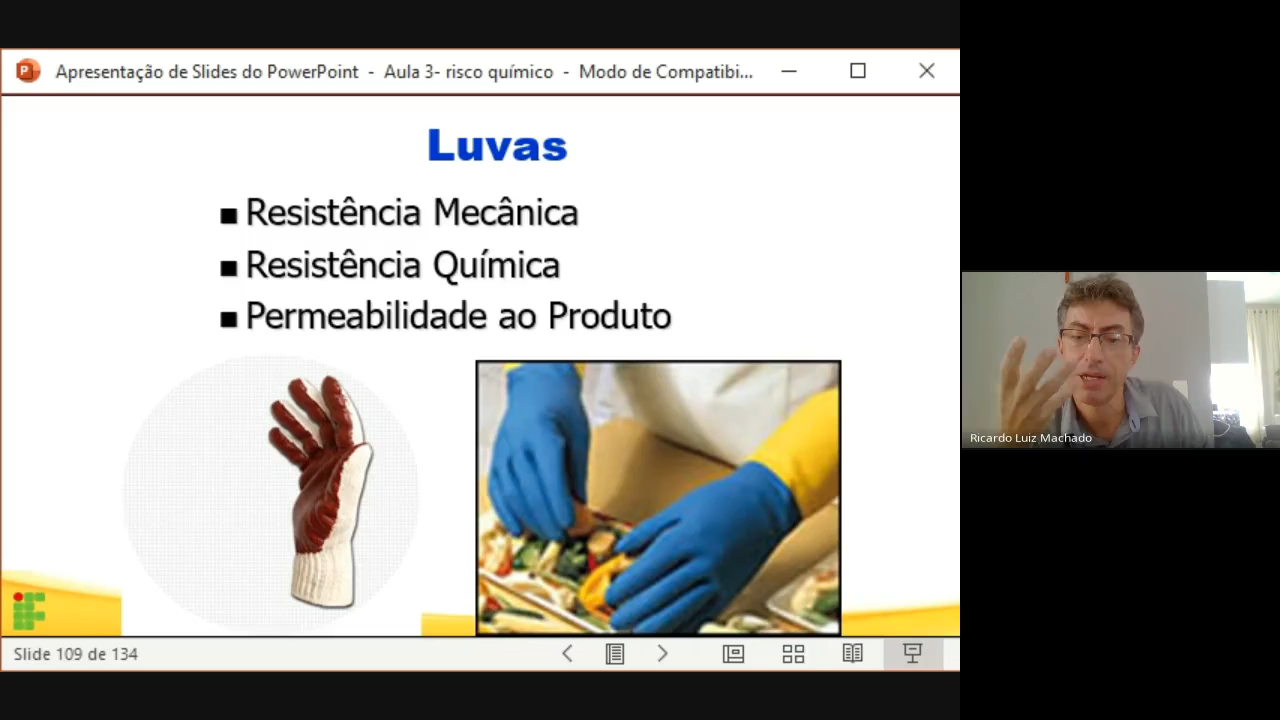 Apresentação de Slides do PowerPoint - Aula 3- risco químico - Modo de Compatibi...
Luvas
■ Resistência Mecânica
■ Resistência Química
■ Permeabilidade ao Produto
Ricardo Luiz Machado
Slide 109 de 134